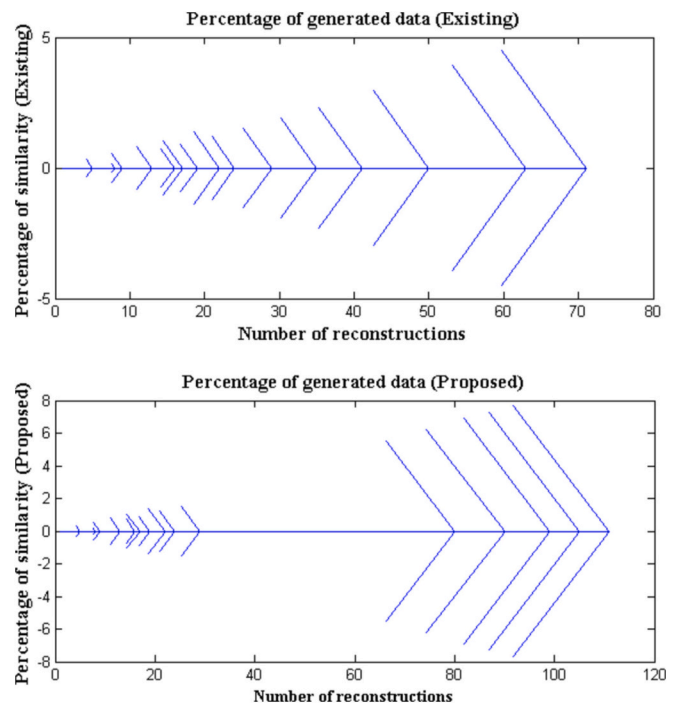 Percentage of generated data (Existing)
Percentage of similarity (Existing)
5
0
-5
0 10 20 30 40 50 60 70 80
Number of reconstructions
Percentage of generated data (Proposed)
Percentage of similarity (Proposed)
8
6
4
2
0
-2
-4
-6
-8
0 20 40 60 80 100 120
Number of reconstructions